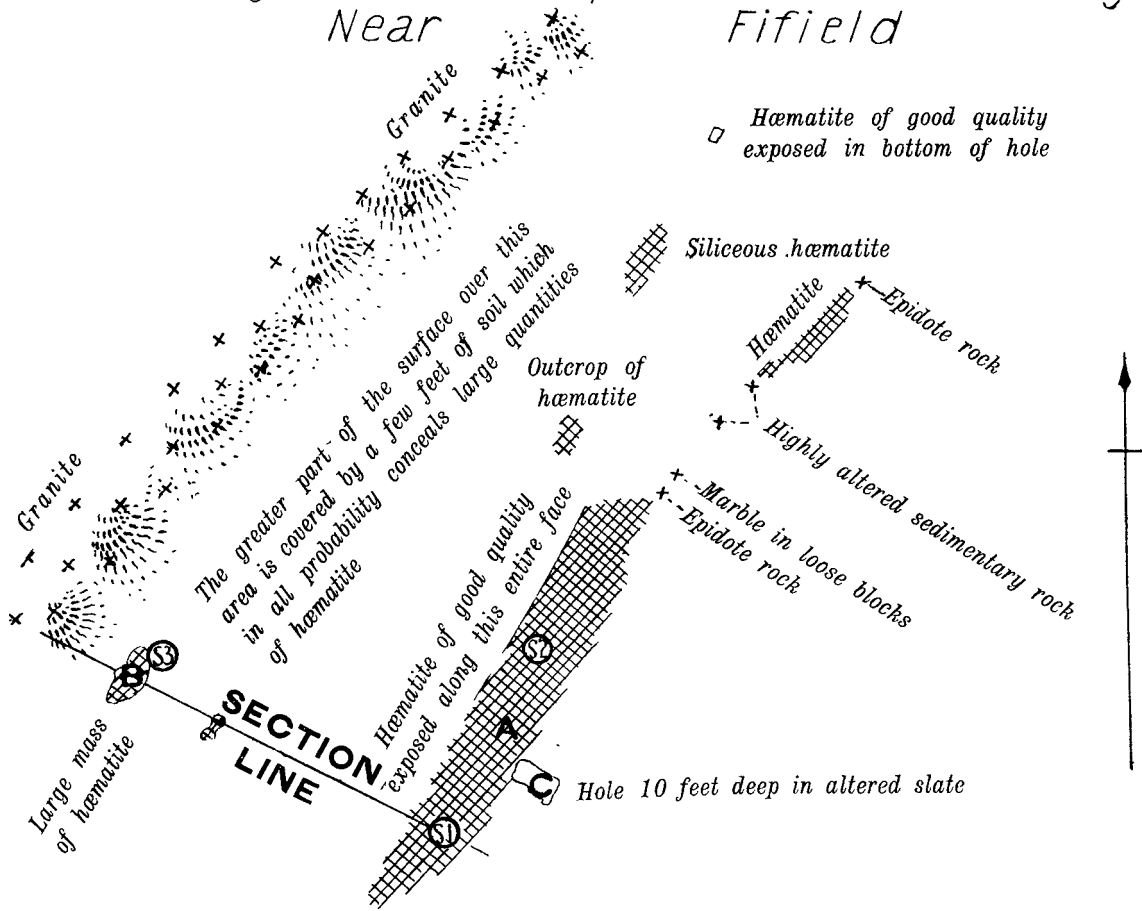 Near Fifield
Granite
Hæmatite of good quality
exposed in bottom of hole
Siliceous hæmatite
Hæmatite
Epidote rock
The greater part of the surface over this
area is covered by a few feet of soil which
in all probability conceals large quantities
of hæmatite
Outcrop of
hæmatite
Highly altered sedimentary rock
Granite
Marble in loose blocks
Epidote rock
Hæmatite of good quality
exposed along this entire face
S2
S3
B
SECTION
LINE
A
Large mass
of hæmatite
C
Hole 10 feet deep in altered slate
S1